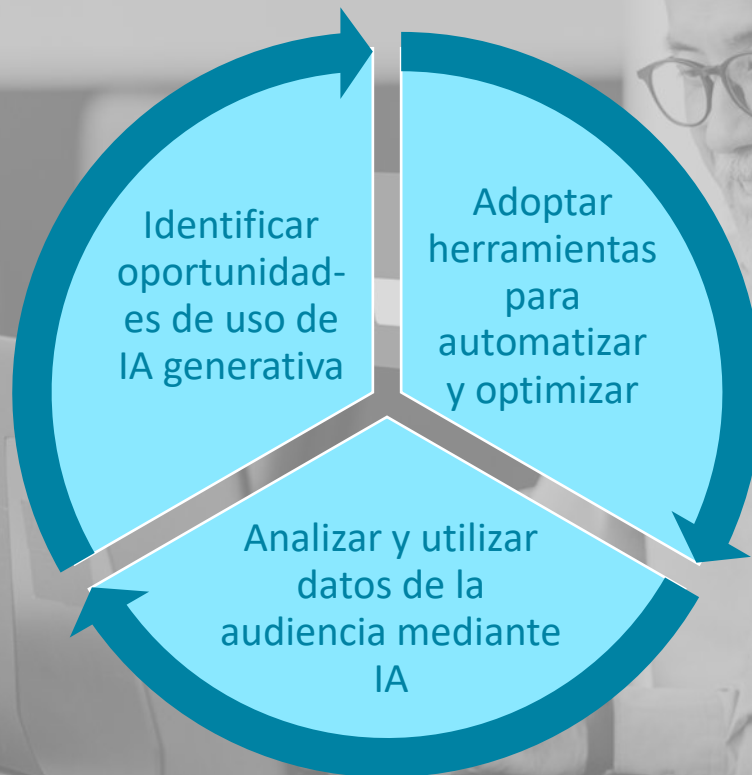 Identificar
oportunidad-
es de uso de
IA generativa
Adoptar
herramientas
para
automatizar
y optimizar
Analizar y utilizar
datos de la
audiencia mediante
IA